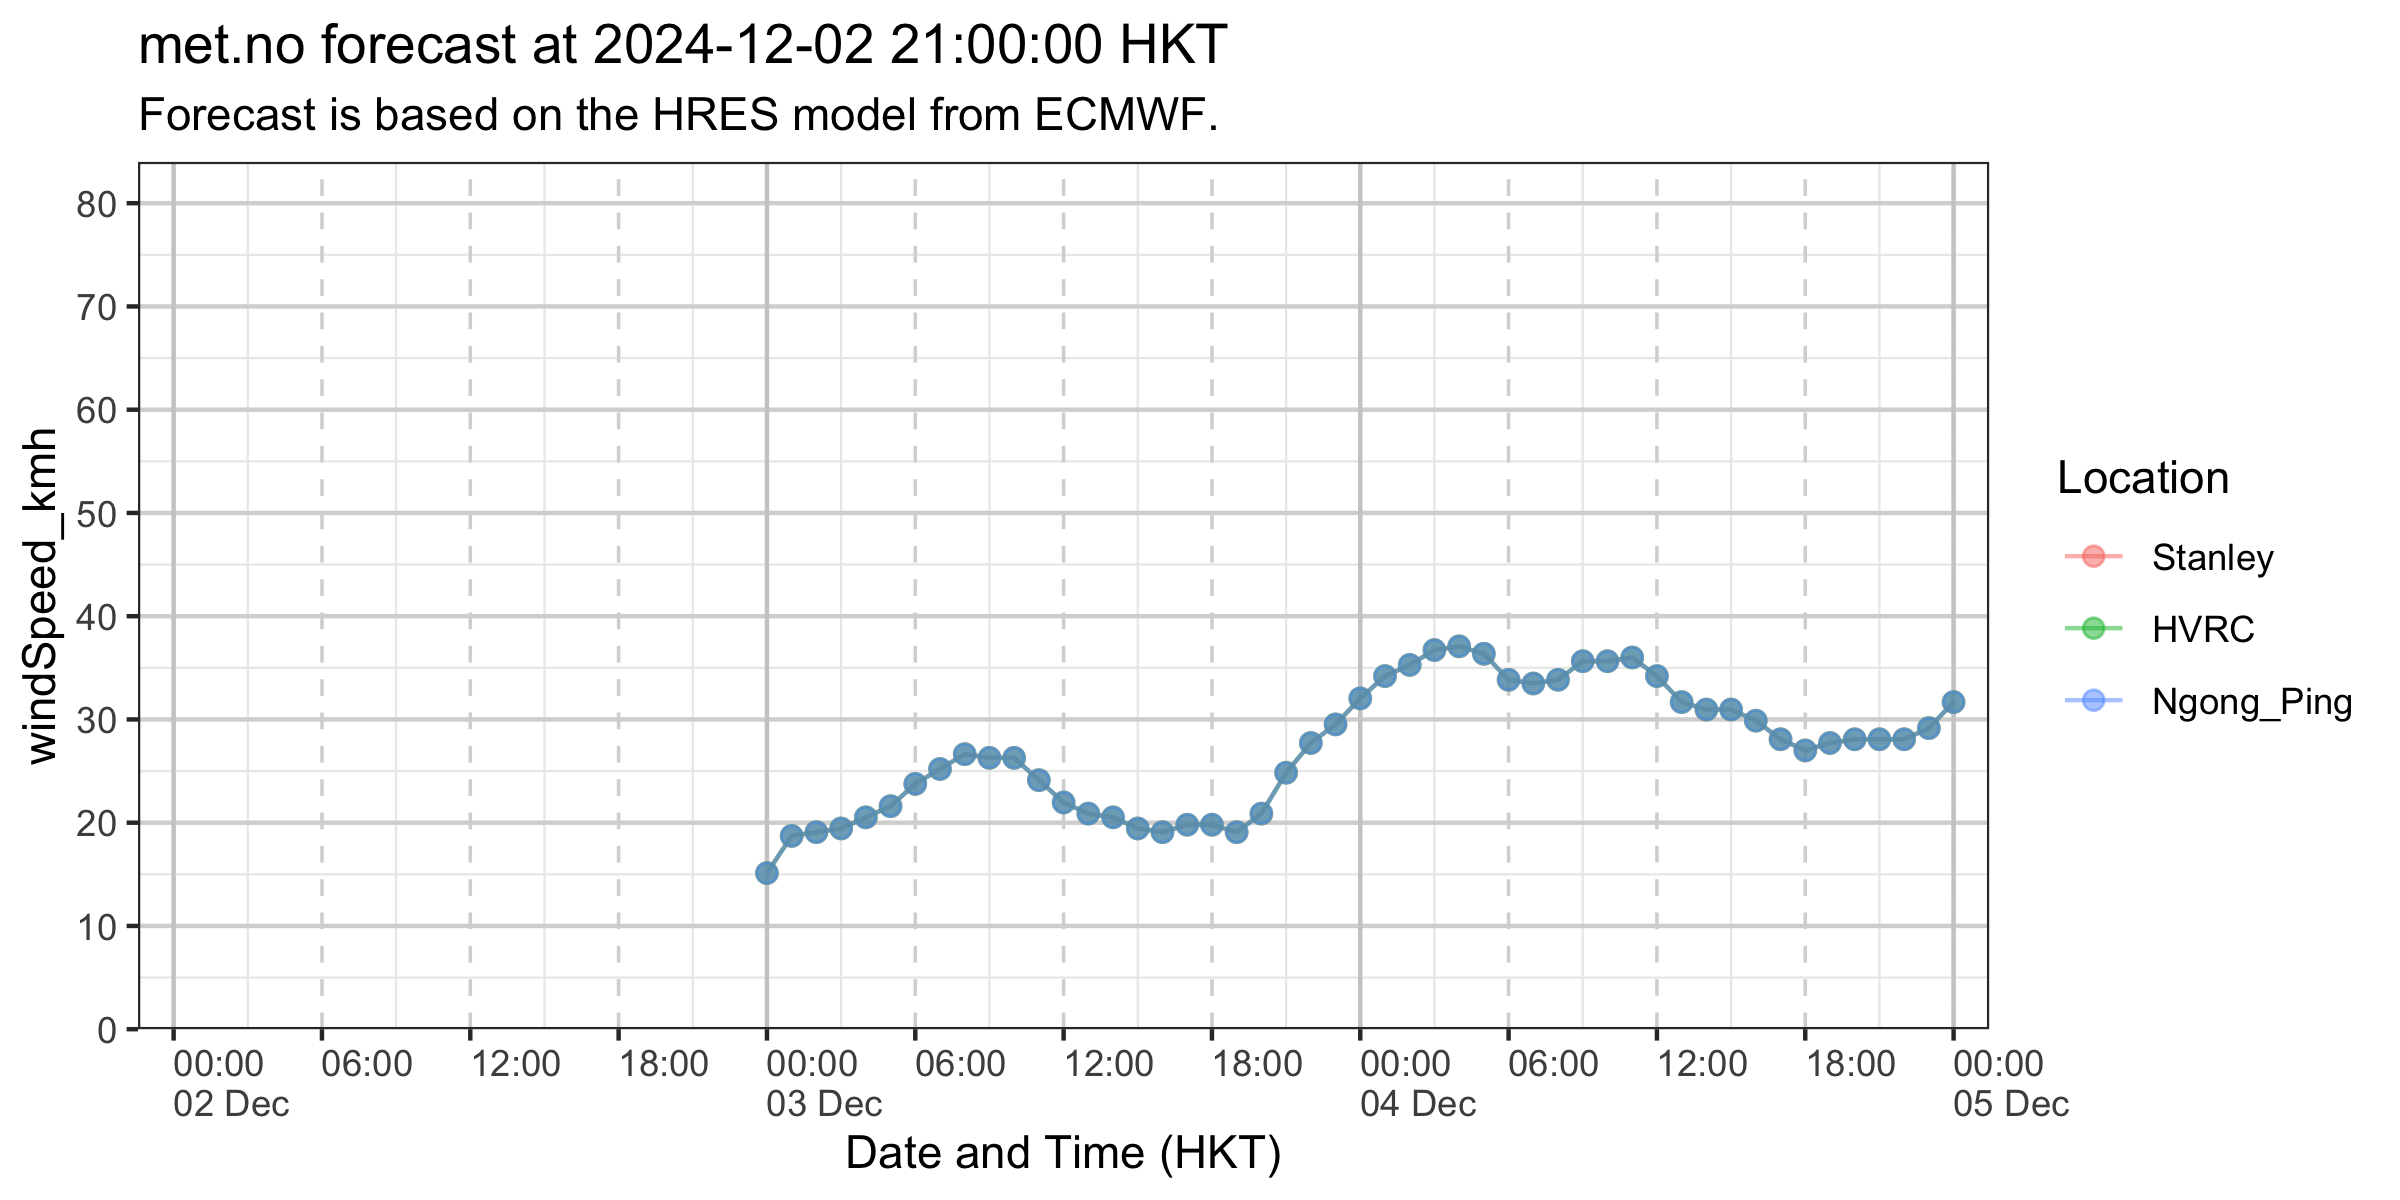 met.no forecast at 2024-12-02 21:00:00 HKT
Forecast is based on the HRES model from ECMWF.
windSpeed_kmh
80
70
60
50
40
30
20
10
0
00:00 06:00 12:00 18:00 00:00 06:00 12:00 18:00 00:00 06:00 12:00 18:00 00:00
02 Dec 03 Dec 04 Dec 05 Dec
Date and Time (HKT)
Location
Stanley
HVRC
Ngong_Ping